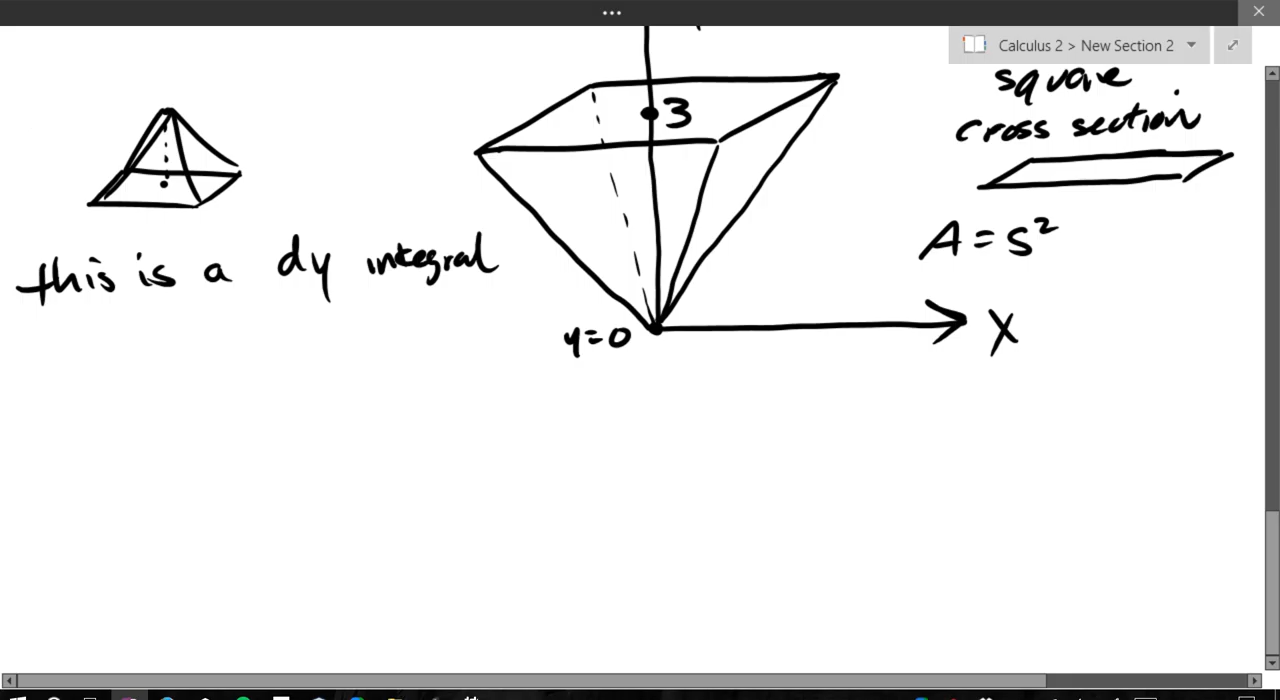 Calculus 2 > New Section 2
square
cross section
3
A = s²
this is a dy integral
y=0
X